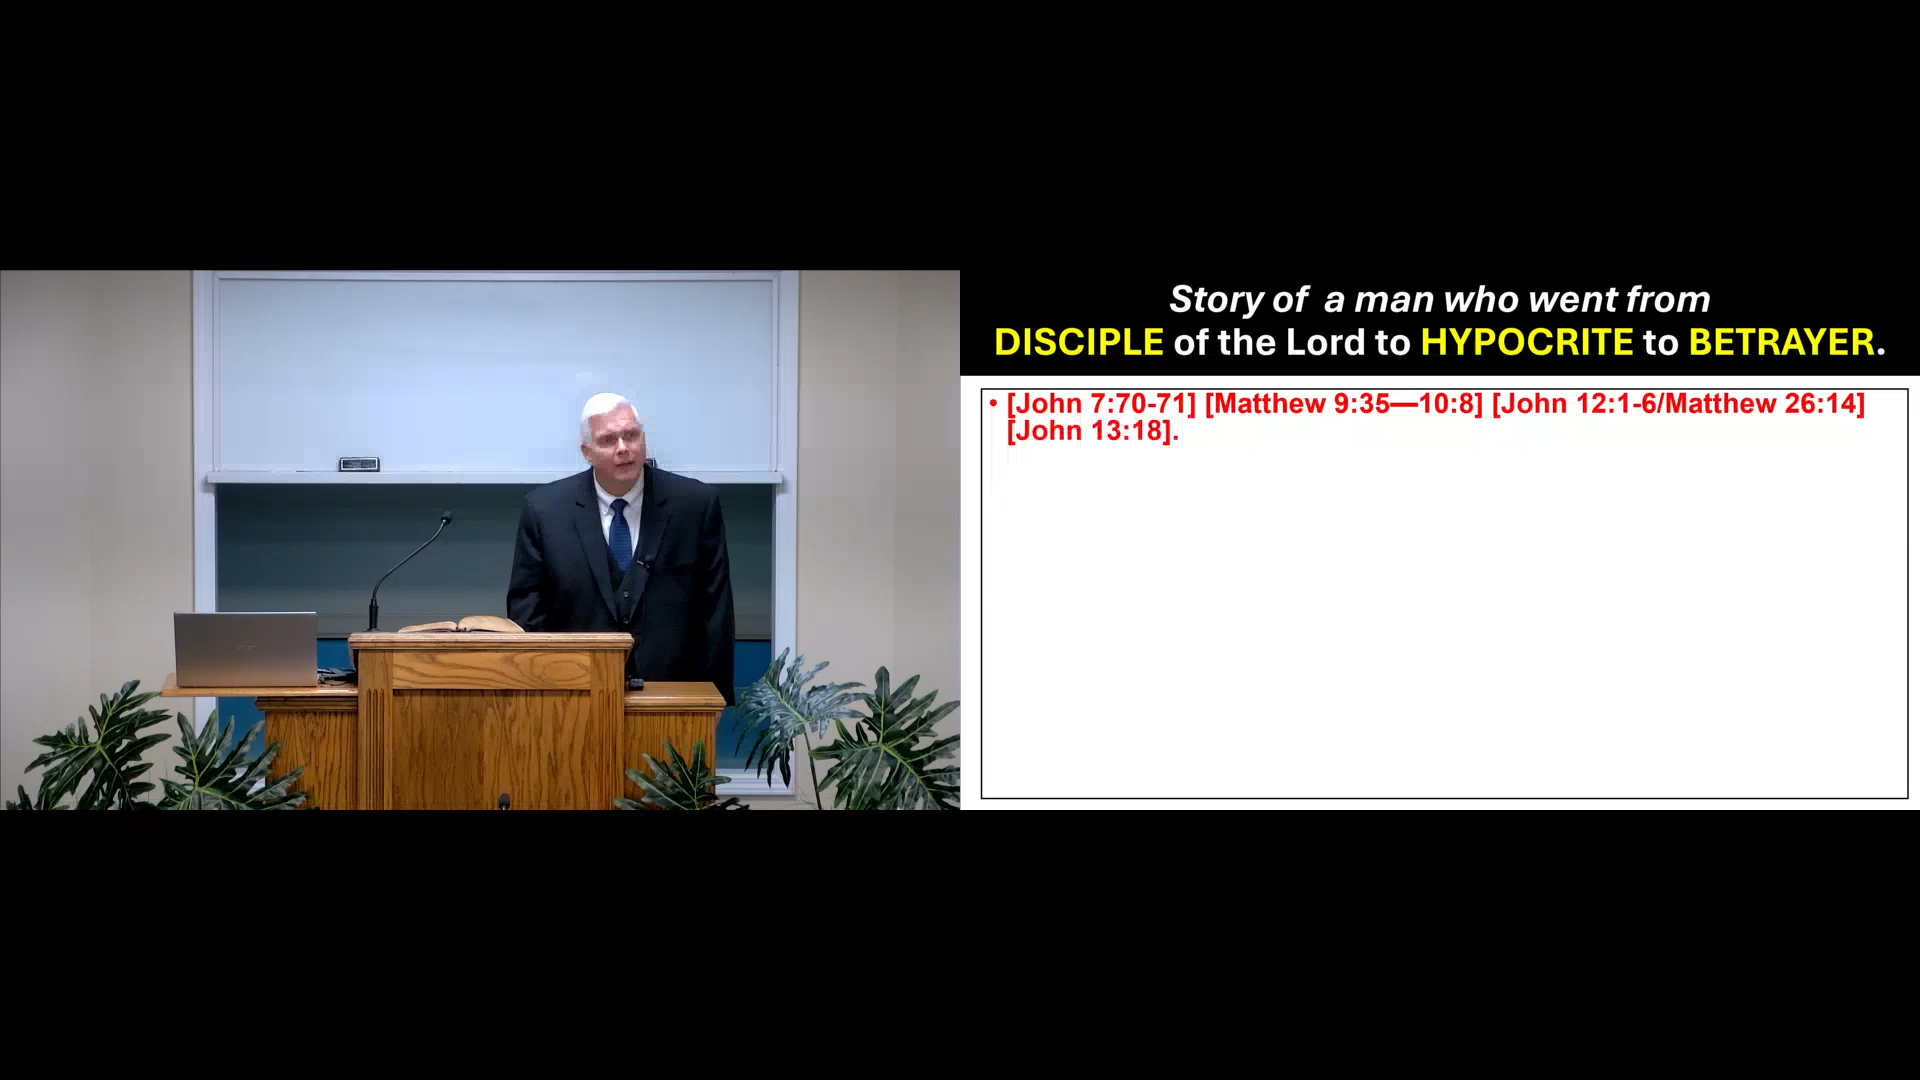 Story of a man who went from
DISCIPLE of the Lord to HYPOCRITE to BETRAYER.
• [John 7:70-71] [Matthew 9:35—10:8] [John 12:1-6/Matthew 26:14]
[John 13:18].